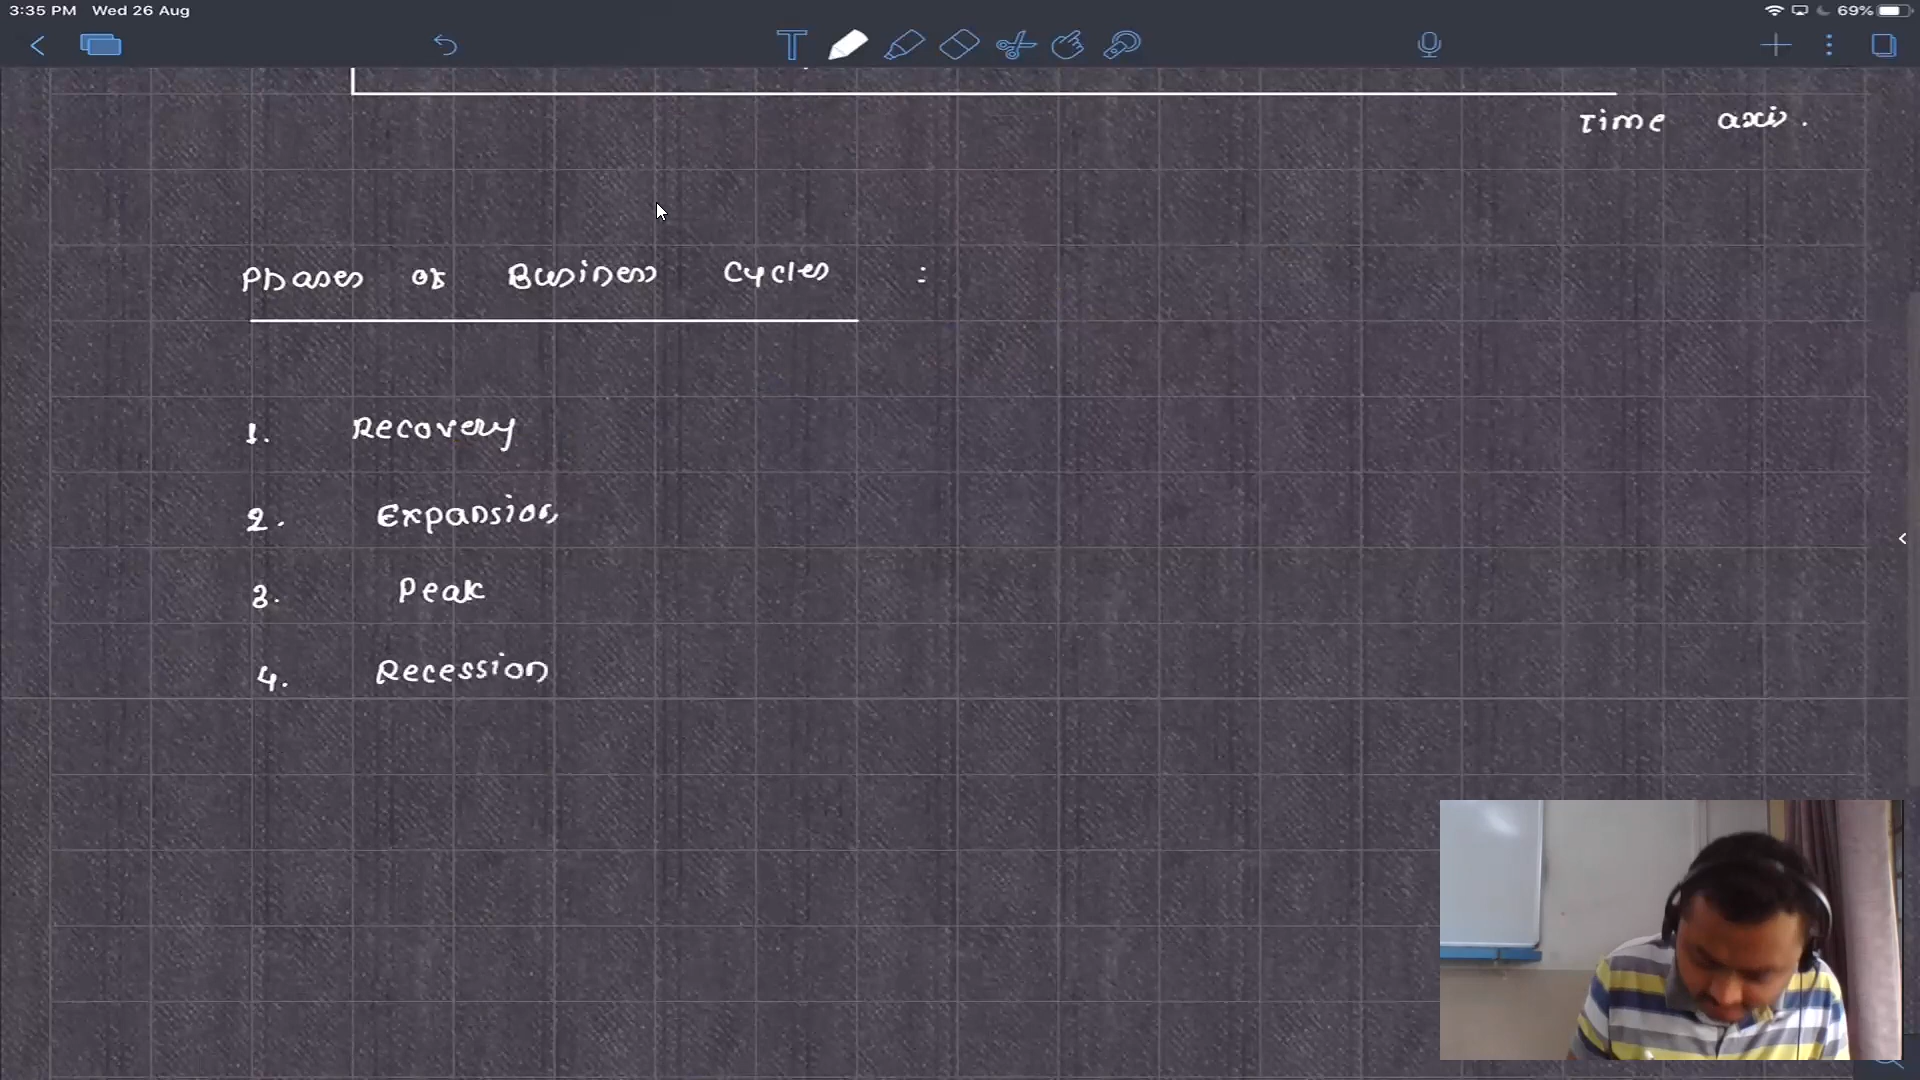 3:35 PM Wed 26 Aug 69%
T
Time axis.
Phases of Business Cycles :
1. Recovery
2. Expansion
3. Peak
4. Recession